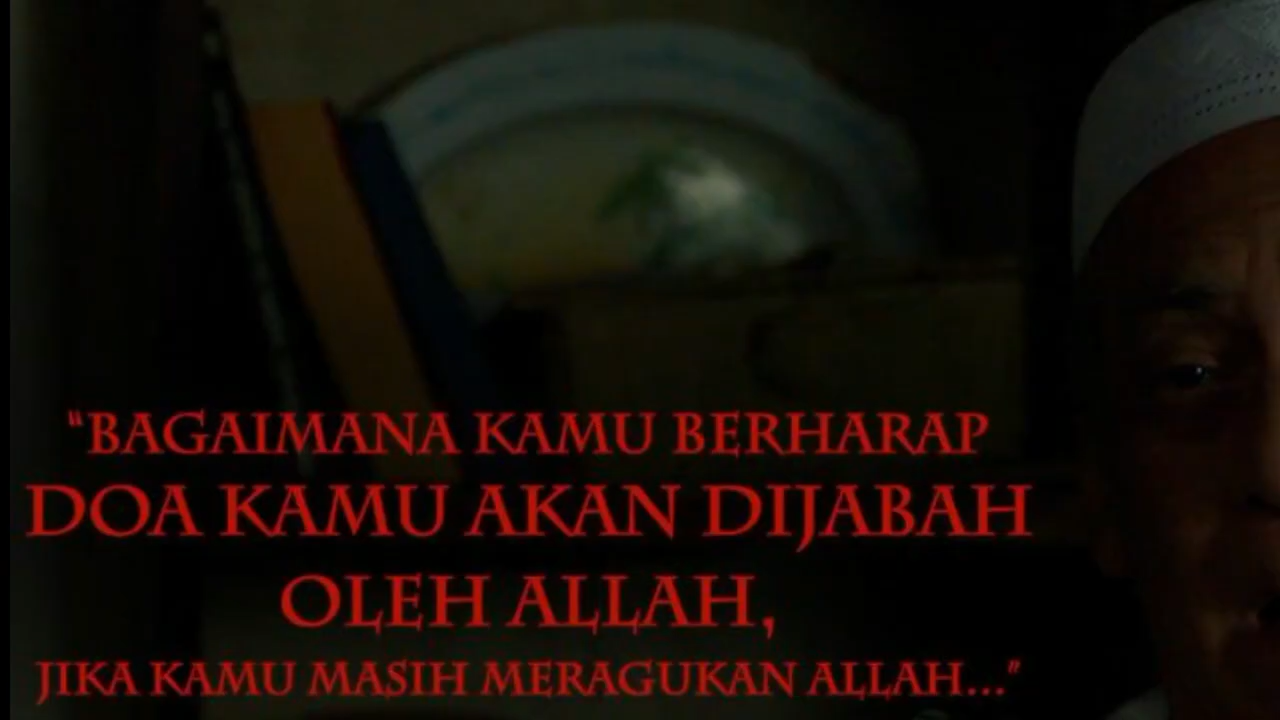 "BAGAIMANA KAMU BERHARAP
DOA KAMU AKAN DIJABAH
OLEH ALLAH,
JIKA KAMU MASIH MERAGUKAN ALLAH..."